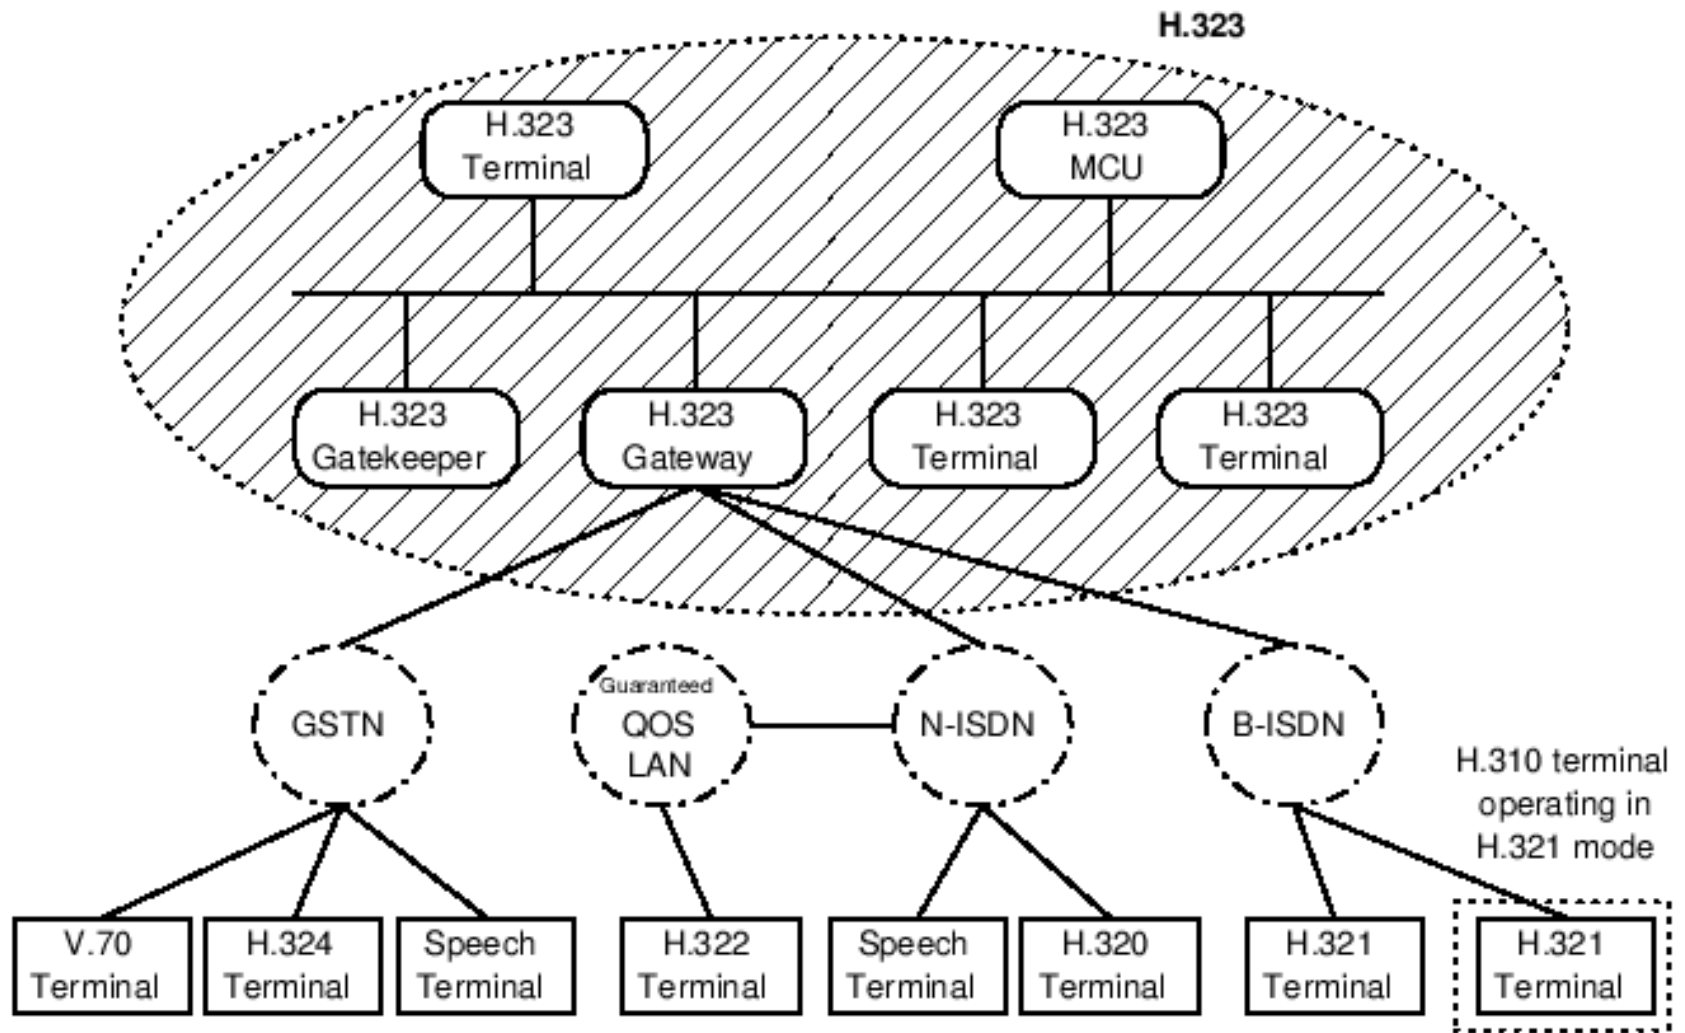 H.323
H.323
Terminal
H.323
MCU
H.323
Gatekeeper
H.323
Gateway
H.323
Terminal
H.323
Terminal
GSTN
Guaranteed
QOS
LAN
N-ISDN
B-ISDN
H.310 terminal
operating in
H.321 mode
V.70
Terminal
H.324
Terminal
Speech
Terminal
H.322
Terminal
Speech
Terminal
H.320
Terminal
H.321
Terminal
H.321
Terminal